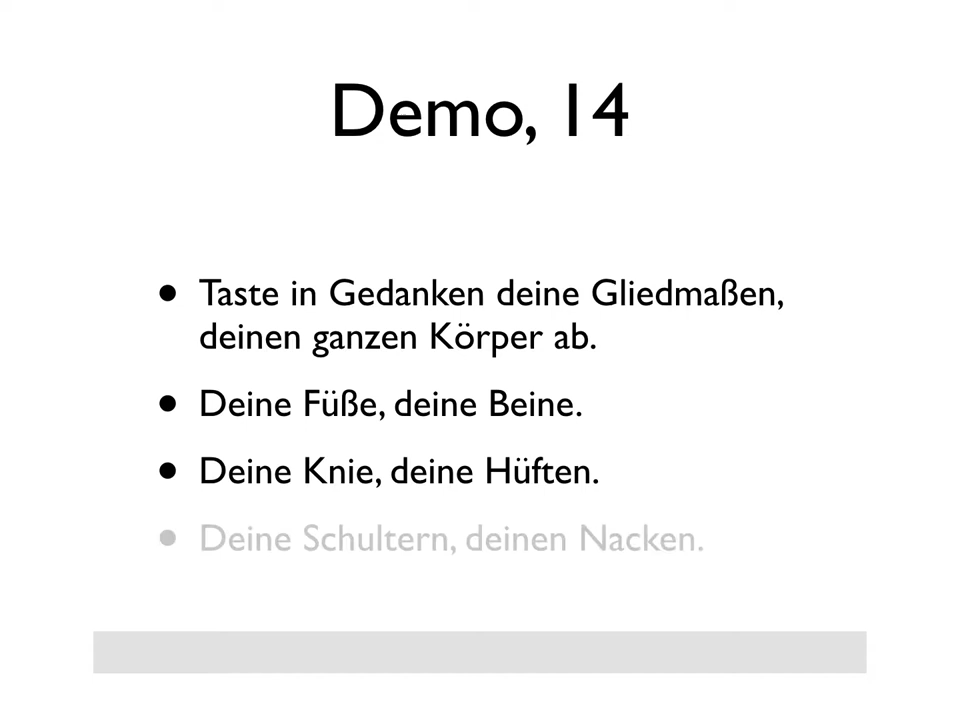 Demo, 14
• Taste in Gedanken deine Gliedmaßen,
deinen ganzen Körper ab.
• Deine Füße, deine Beine.
• Deine Knie, deine Hüften.
• Deine Schultern, deinen Nacken.